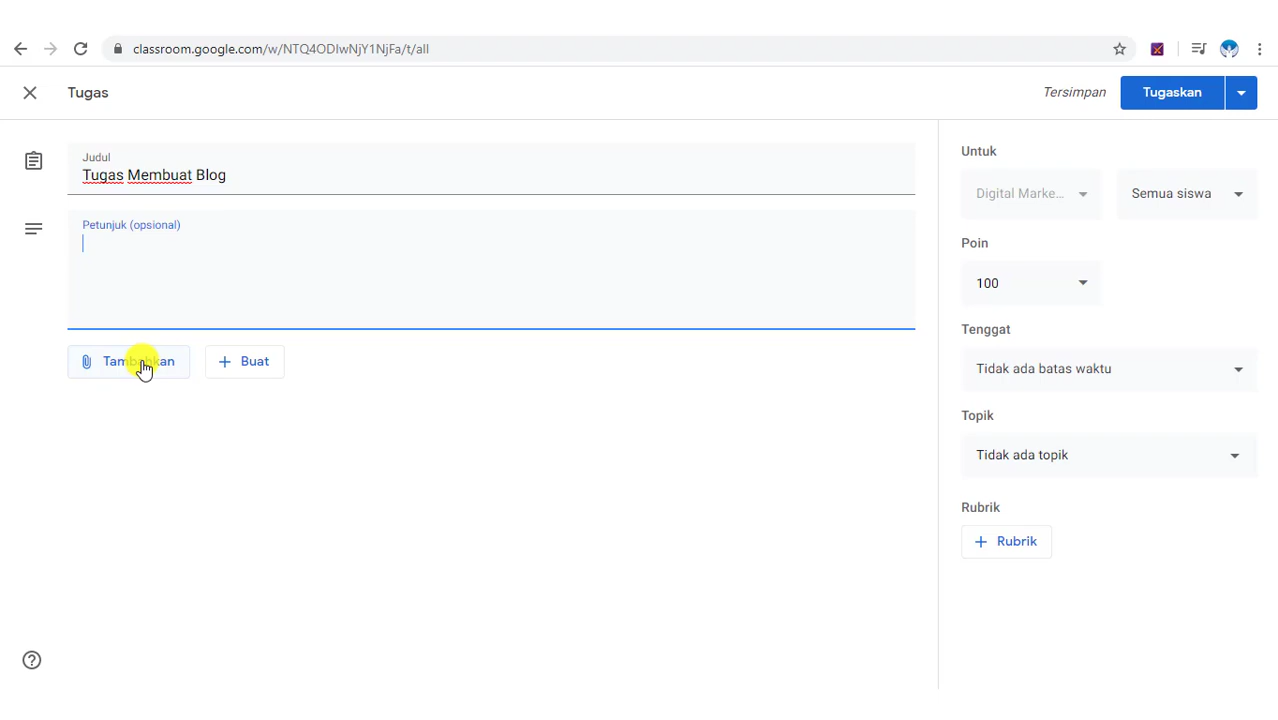 classroom.google.com/w/NTQ4ODIwNjY1NjFa/t/all
Tugas
Tersimpan
Tugaskan
Judul
Tugas Membuat Blog
Petunjuk (opsional)
Tambahkan
Buat
Untuk
Digital Marke...
Semua siswa
Poin
100
Tenggat
Tidak ada batas waktu
Topik
Tidak ada topik
Rubrik
Rubrik